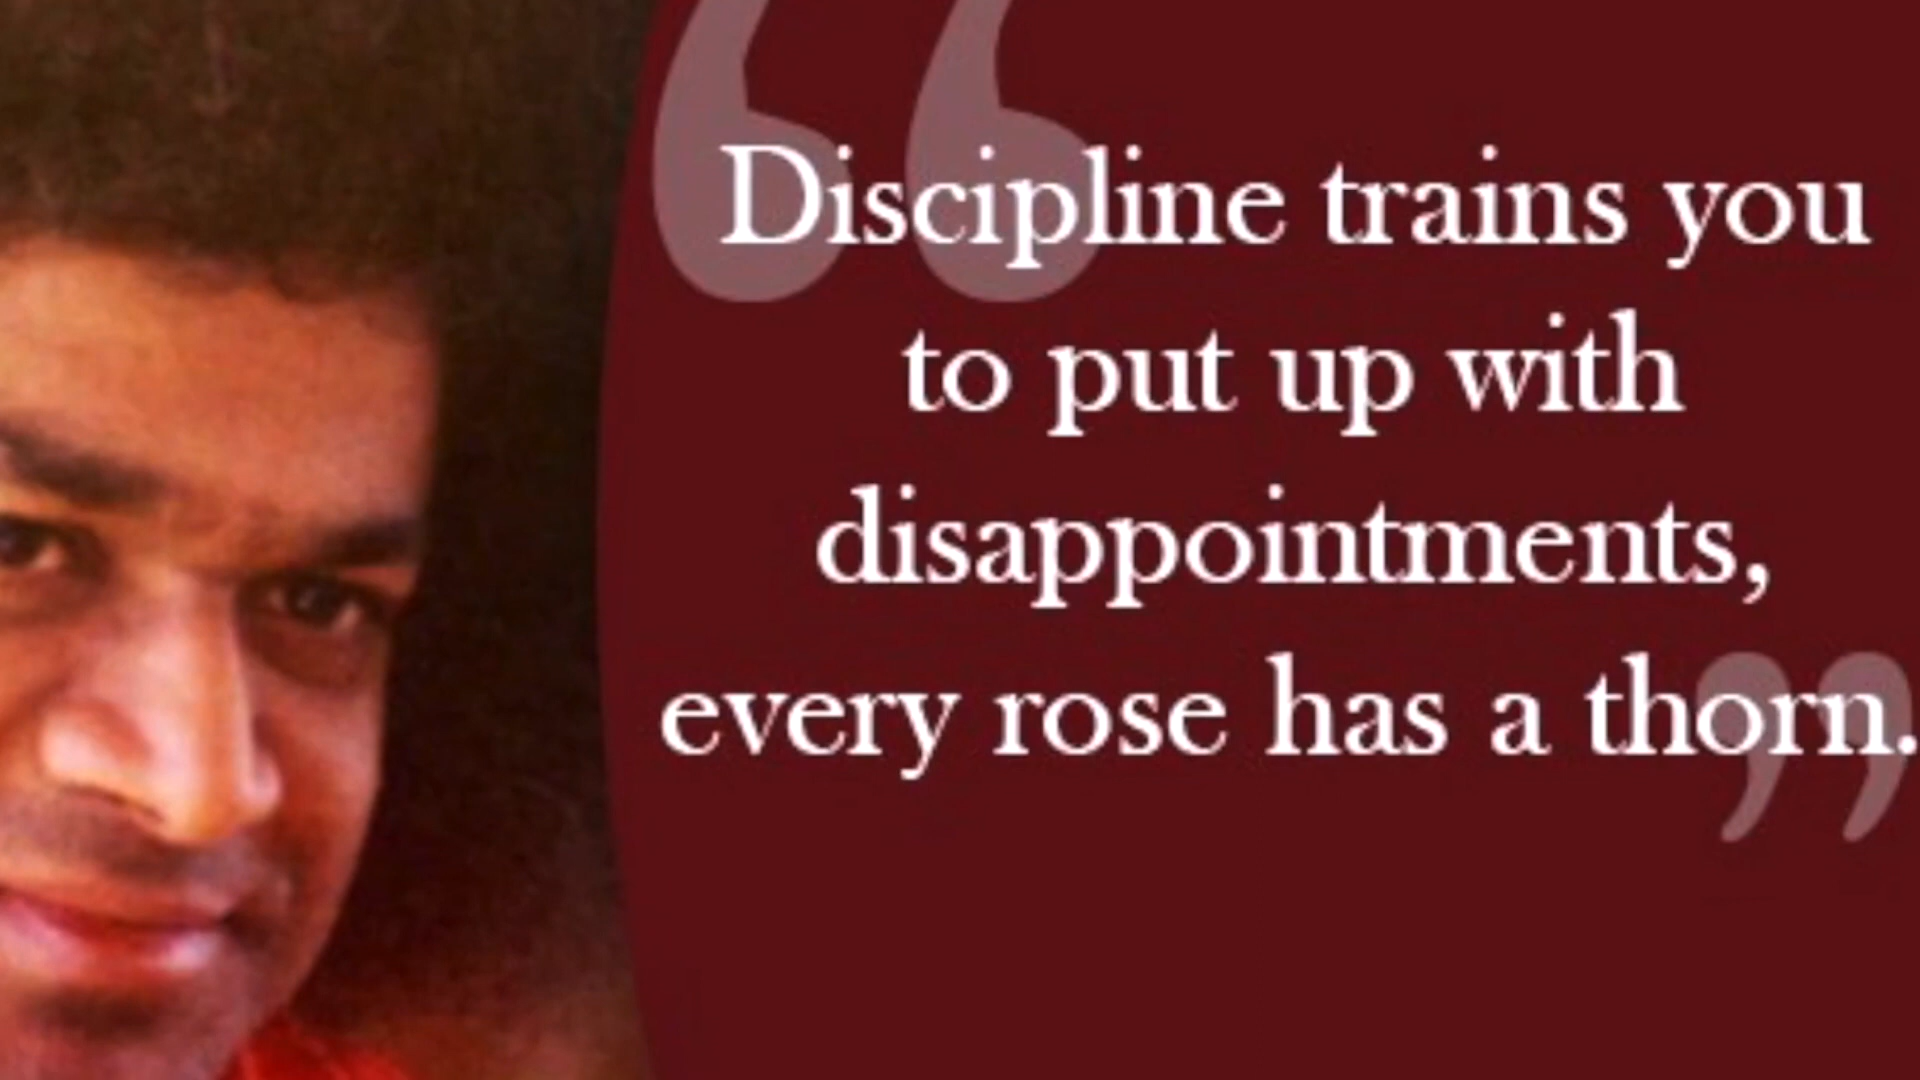 Discipline trains you
to put up with
disappointments,
every rose has a thorn.